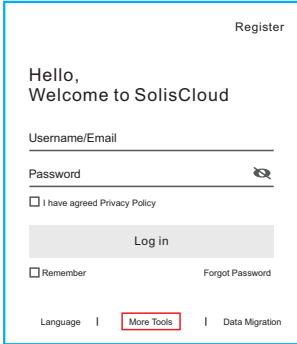 Register
Hello,
Welcome to SolisCloud
Username/Email
Password
I have agreed Privacy Policy
Log in
Remember Forgot Password
Language | More Tools | Data Migration